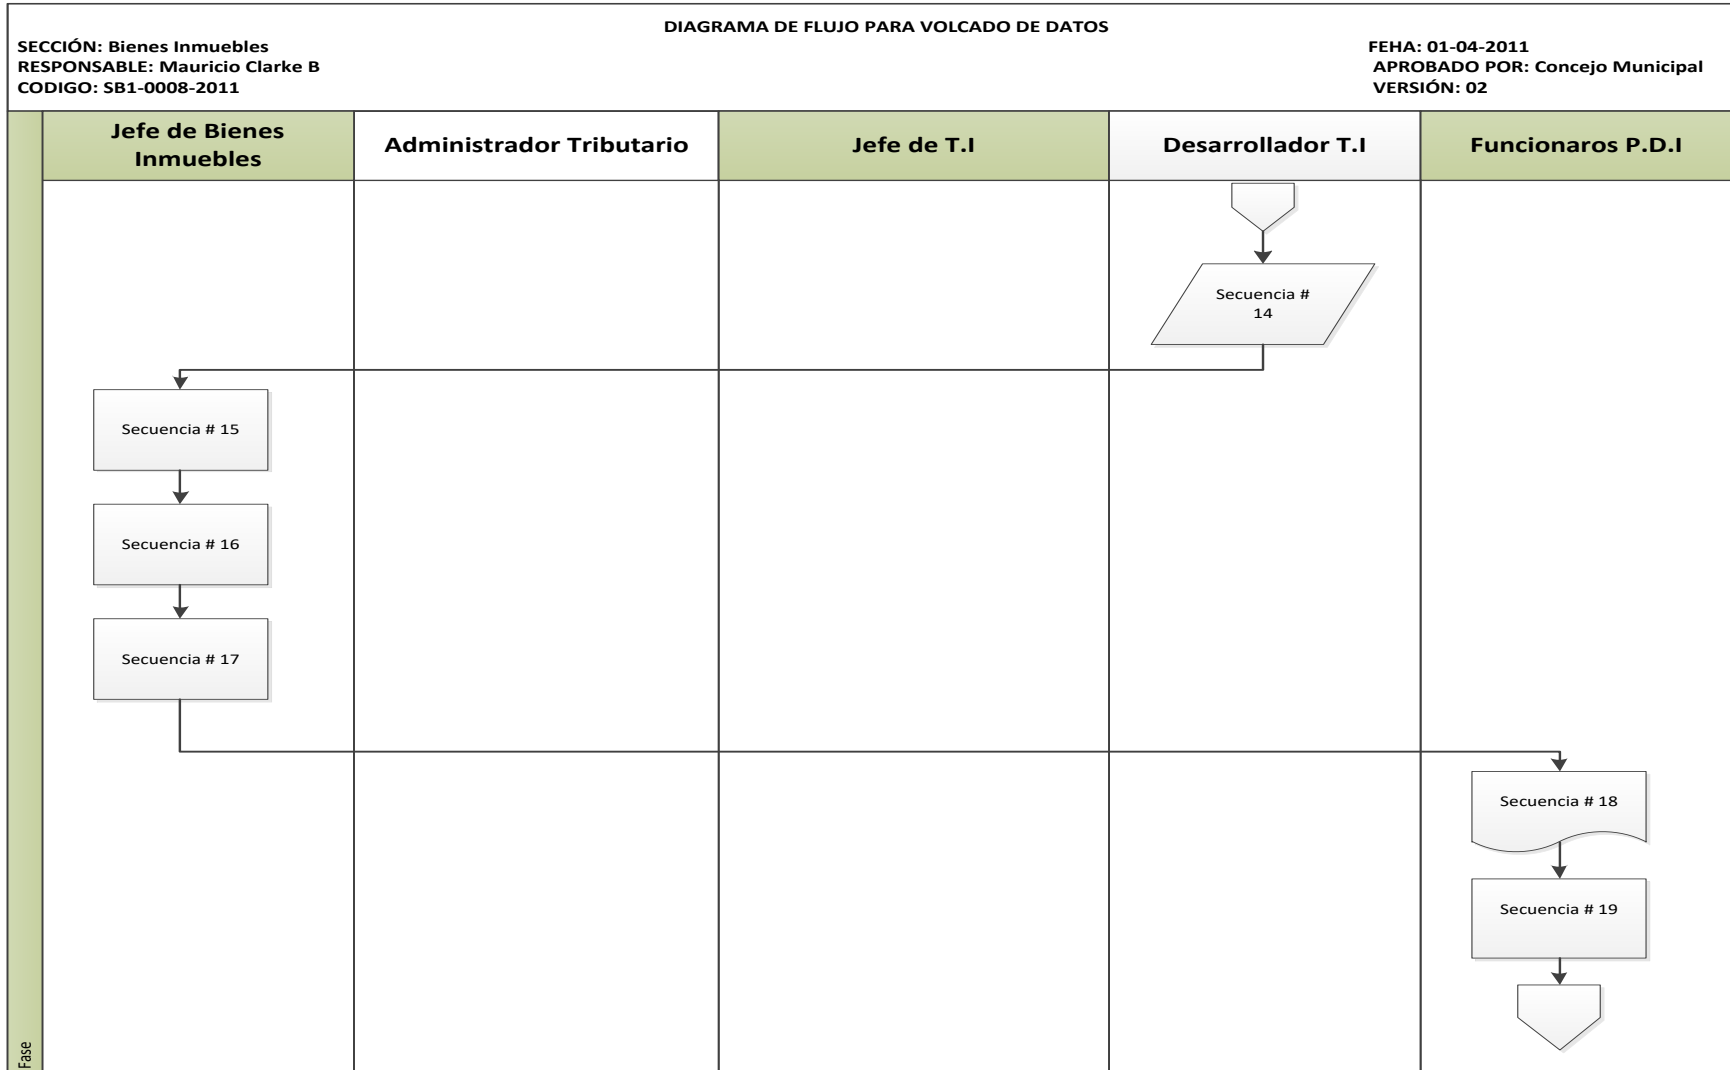 DIAGRAMA DE FLUJO PARA VOLCADO DE DATOS
SECCIÓN: Bienes Inmuebles
RESPONSABLE: Mauricio Clarke B
CODIGO: SB1-0008-2011
FEHA: 01-04-2011
APROBADO POR: Concejo Municipal
VERSIÓN: 02
Jefe de Bienes
Inmuebles
Administrador Tributario
Jefe de T.I
Desarrollador T.I
Funcionaros P.D.I
Secuencia #
14
Secuencia # 15
Secuencia # 16
Secuencia # 17
Secuencia # 18
Secuencia # 19
Fase